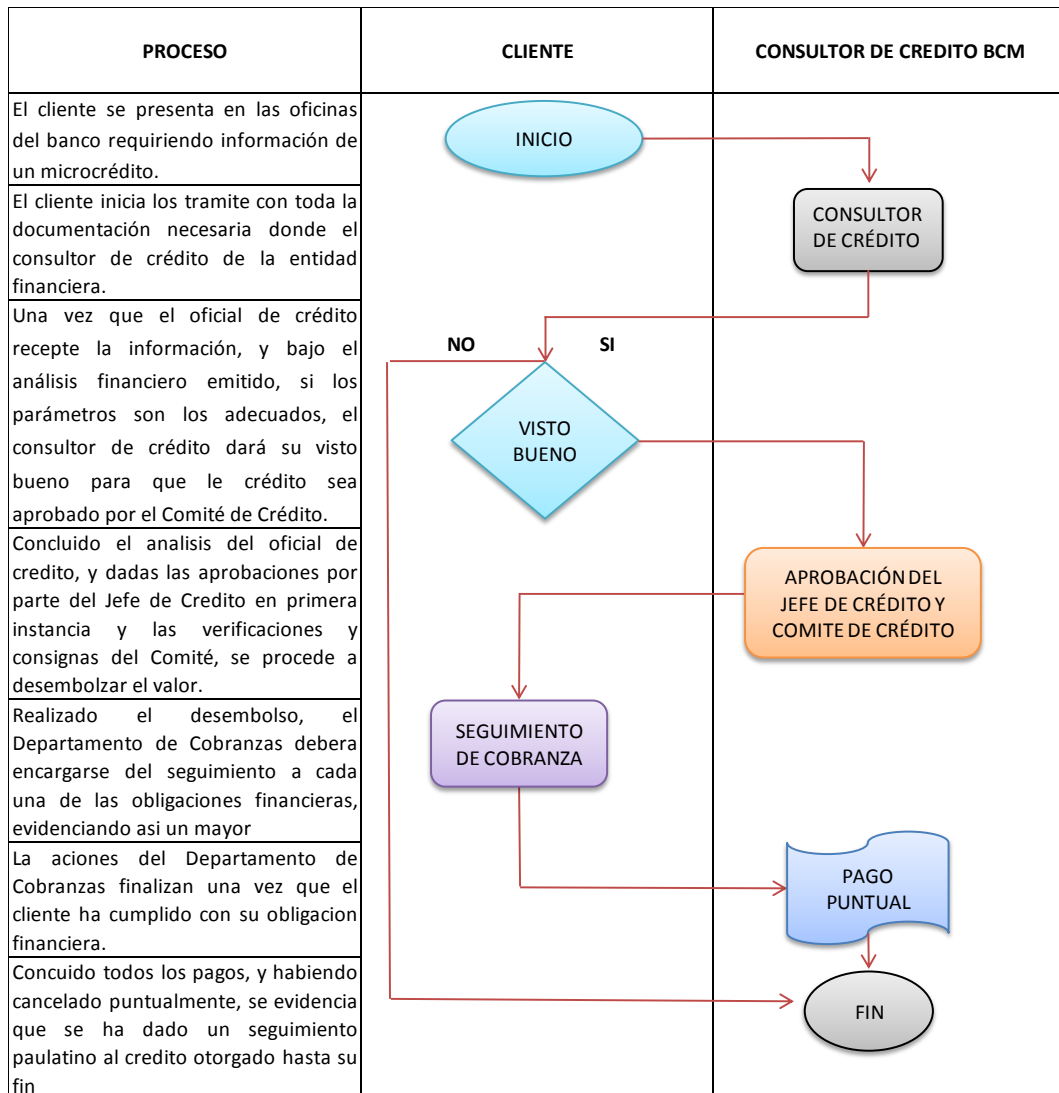 PROCESO
CLIENTE
CONSULTOR DE CREDITO BCM
El cliente se presenta en las oficinas
del banco requiriendo información de
un microcrédito.
El cliente inicia los tramite con toda la
documentación necesaria donde el
consultor de crédito de la entidad
financiera.
Una vez que el oficial de crédito
recepte la información, y bajo el
análisis financiero emitido, si los
parámetros son los adecuados, el
consultor de crédito dará su visto
bueno para que le crédito sea
aprobado por el Comité de Crédito.
Concluido el analisis del oficial de
credito, y dadas las aprobaciones por
parte del Jefe de Credito en primera
instancia y las verificaciones y
consignas del Comité, se procede a
desembolzar el valor.
Realizado el desembolso, el
Departamento de Cobranzas debera
encargarse del seguimiento a cada
una de las obligaciones financieras,
evidenciando asi un mayor
La aciones del Departamento de
Cobranzas finalizan una vez que el
cliente ha cumplido con su obligacion
financiera.
Concuido todos los pagos, y habiendo
cancelado puntualmente, se evidencia
que se ha dado un seguimiento
paulatino al credito otorgado hasta su
fin
INICIO
CONSULTOR
DE CRÉDITO
NO
SI
VISTO
BUENO
APROBACIÓN DEL
JEFE DE CRÉDITO Y
COMITE DE CRÉDITO
SEGUIMIENTO
DE COBRANZA
PAGO
PUNTUAL
FIN